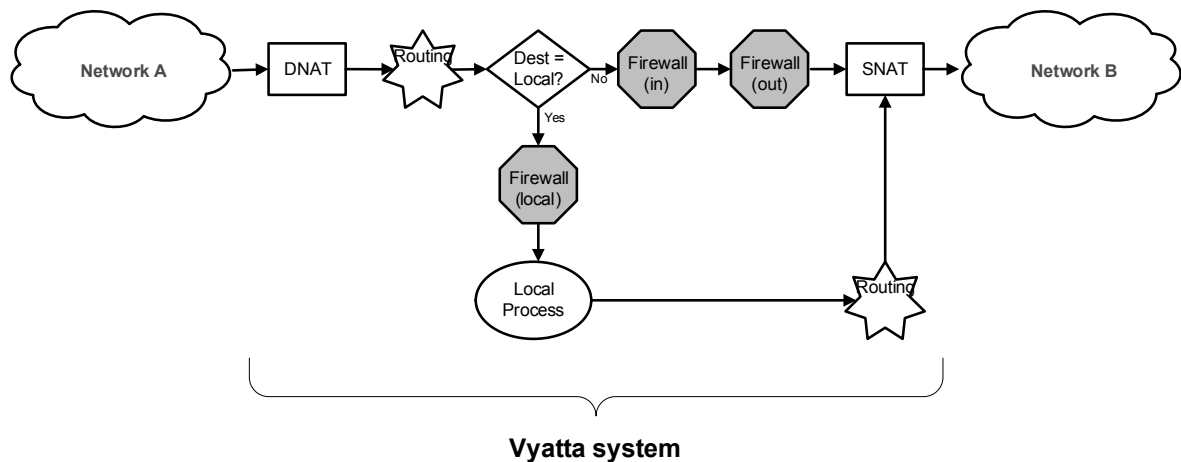 Network A
DNAT
Routing
Dest =
Local?
No
Firewall
(in)
Firewall
(out)
SNAT
Network B
Yes
Firewall
(local)
Local
Process
Routing
Vyatta system